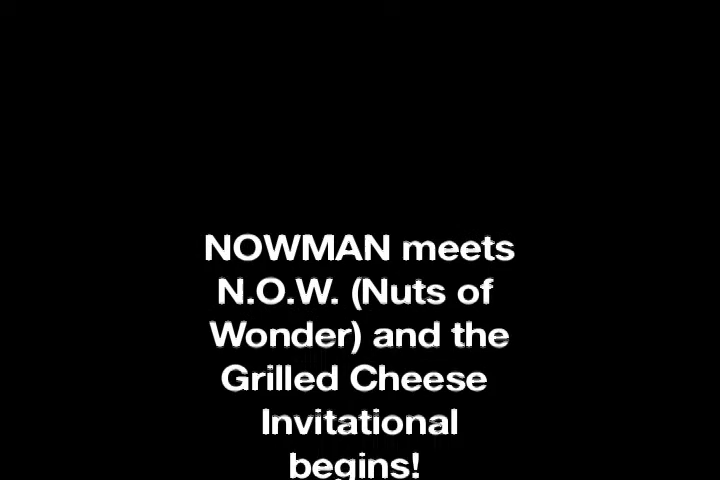 NOWMAN meets
N.O.W. (Nuts of
Wonder) and the
Grilled Cheese
Invitational
begins!